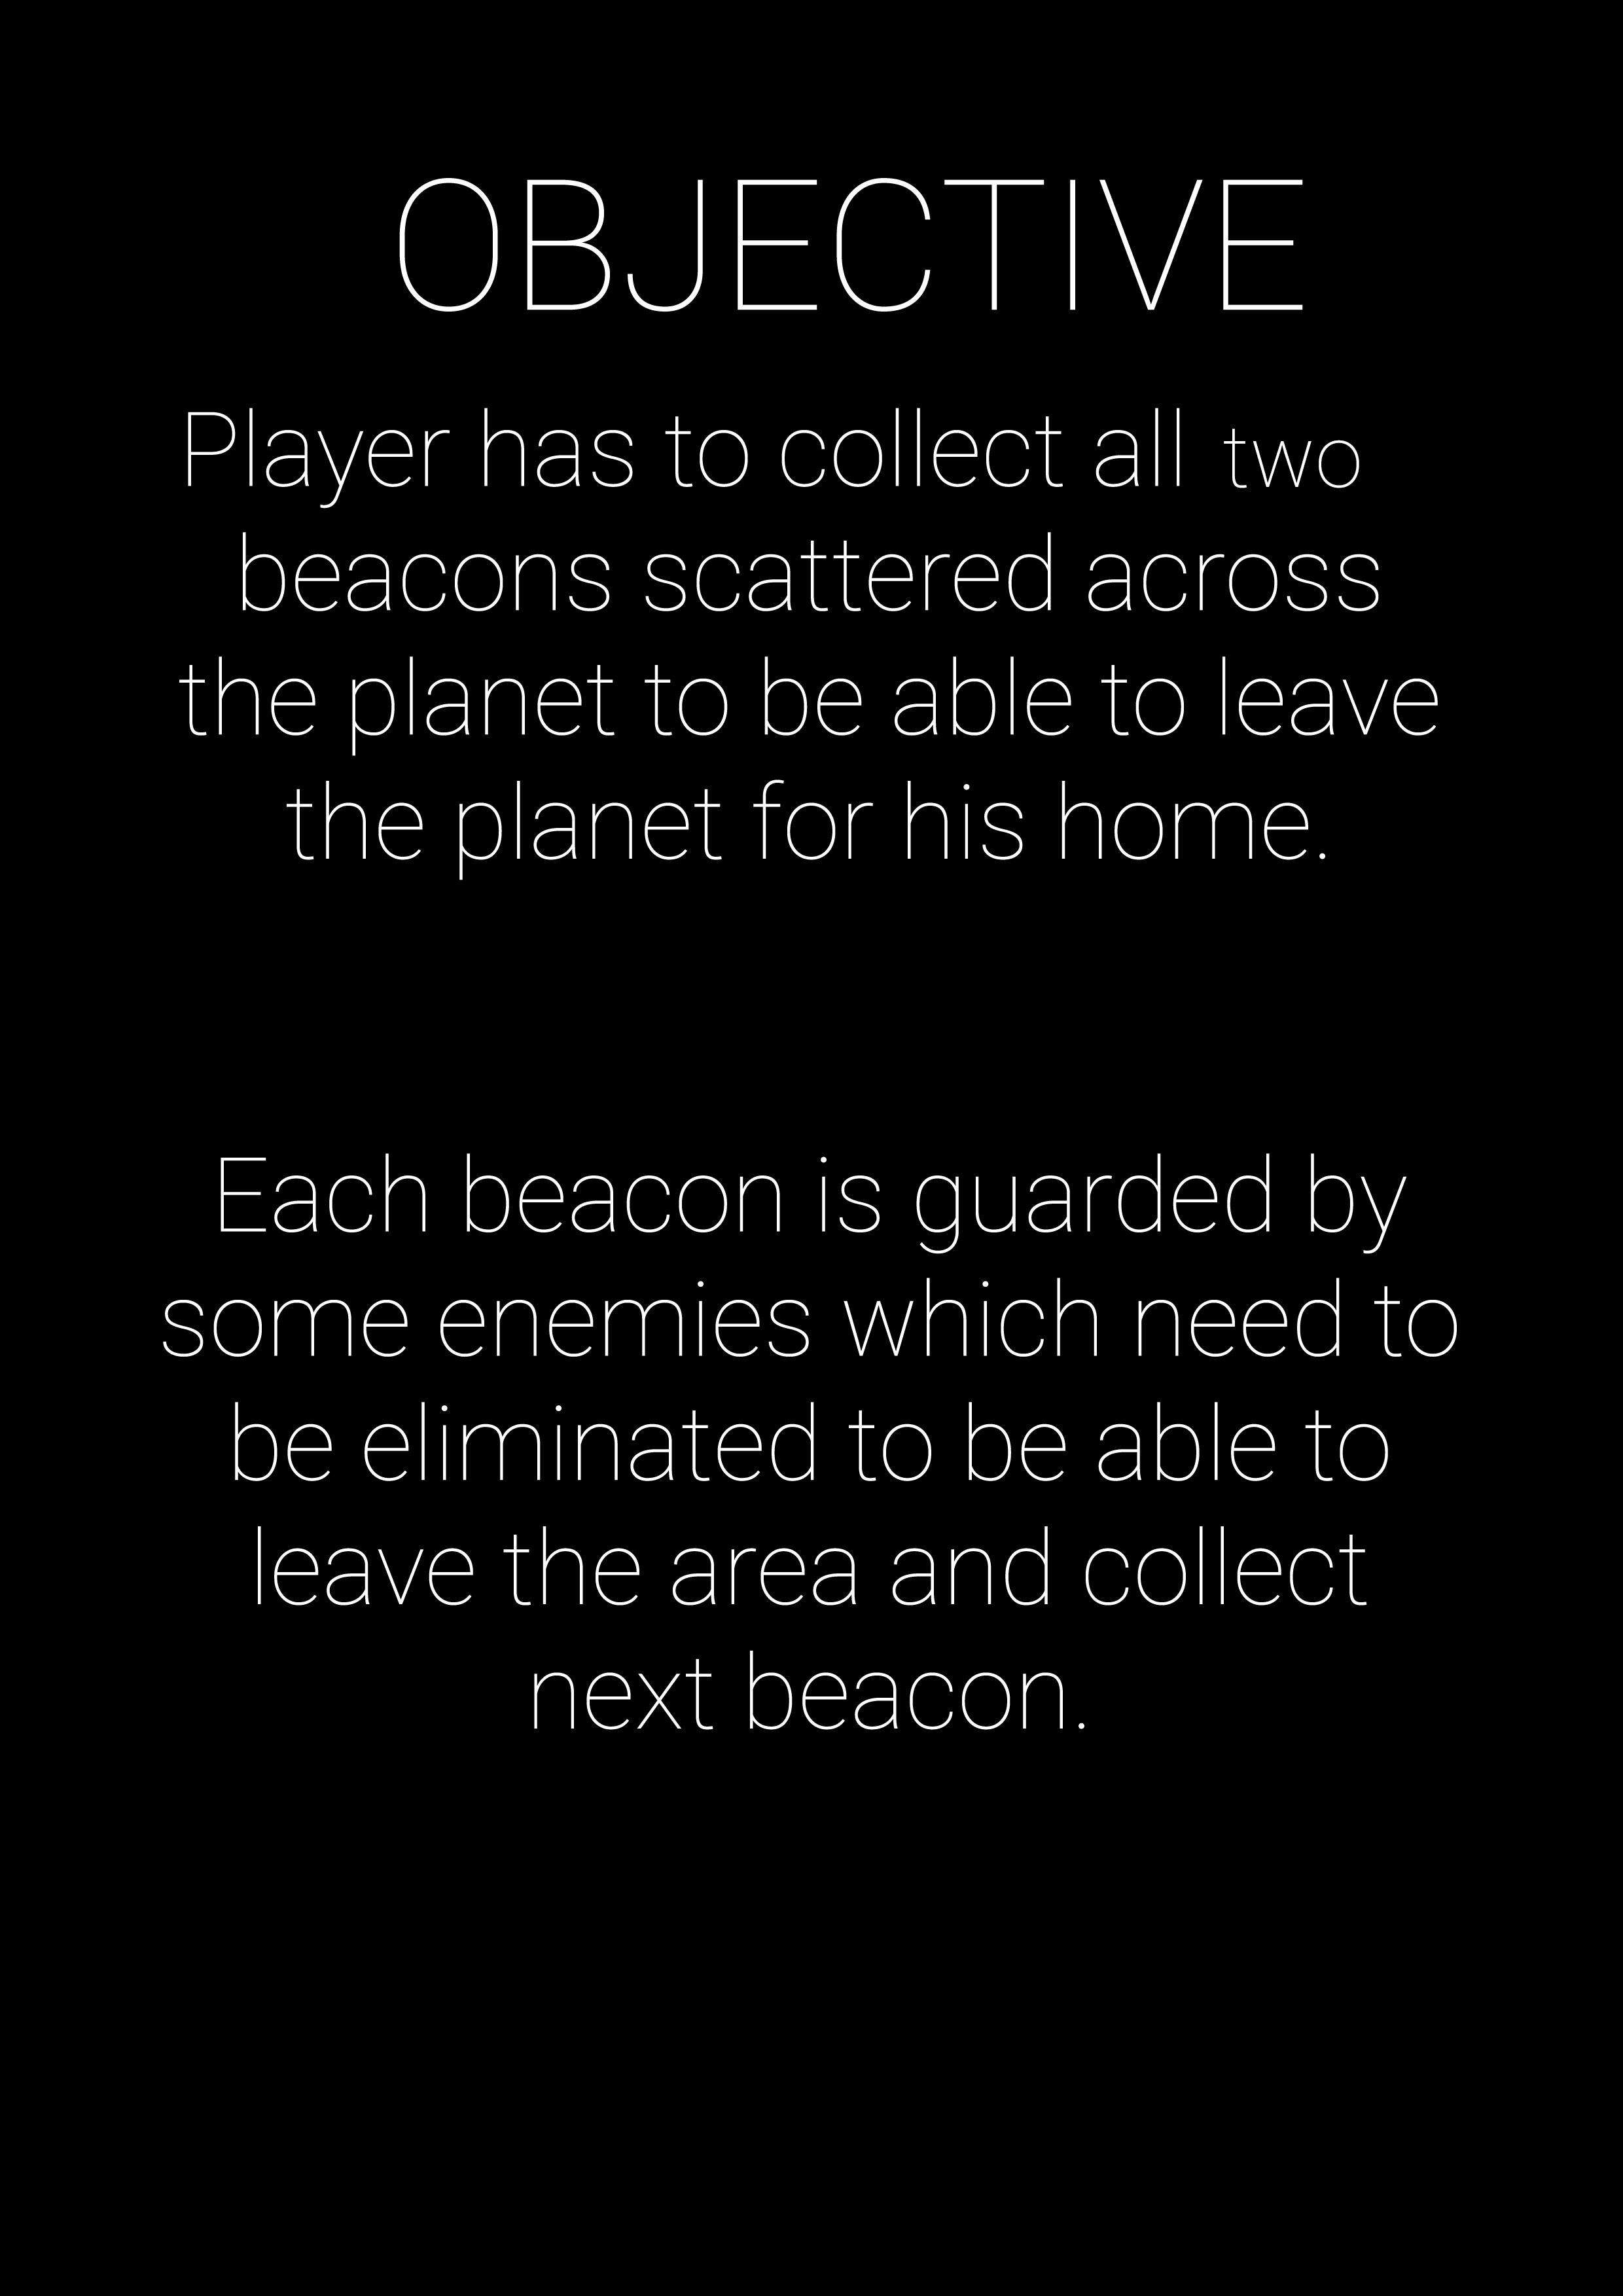 OBJECTIVE
Player has to collect all two
beacons scattered across
the planet to be able to leave
the planet for his home.
Each beacon is guarded by
some enemies which need to
be eliminated to be able to
leave the area and collect
next beacon.